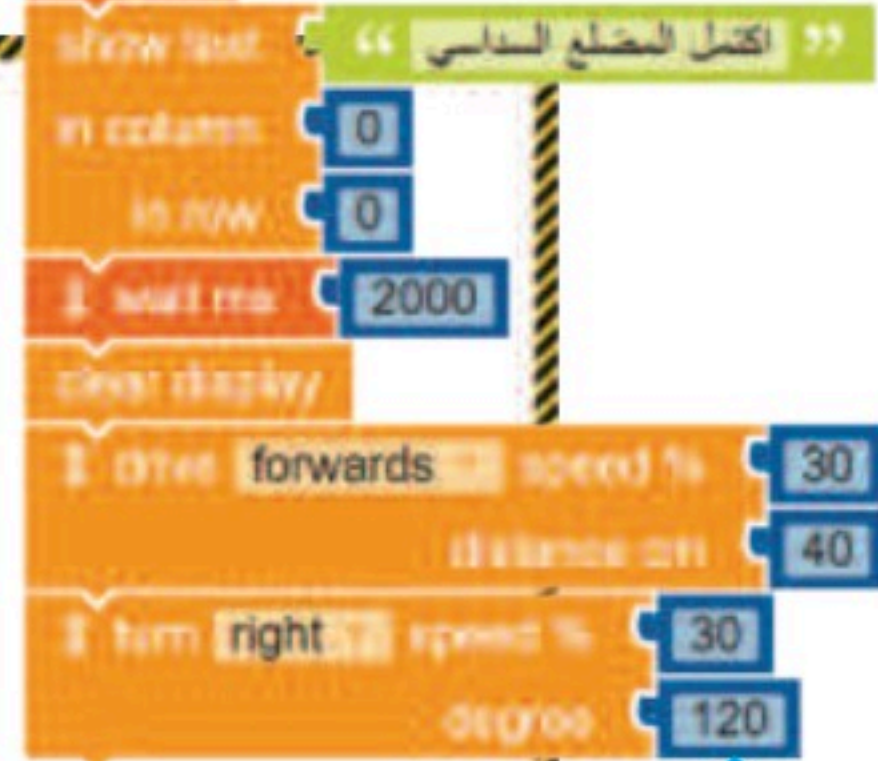 show text “ اكتمل المضلع السداسي ”
in column 0
in row 0
wait ms 2000
clear display
drive forwards speed % 30
distance cm 40
turn right speed % 30
degree 120